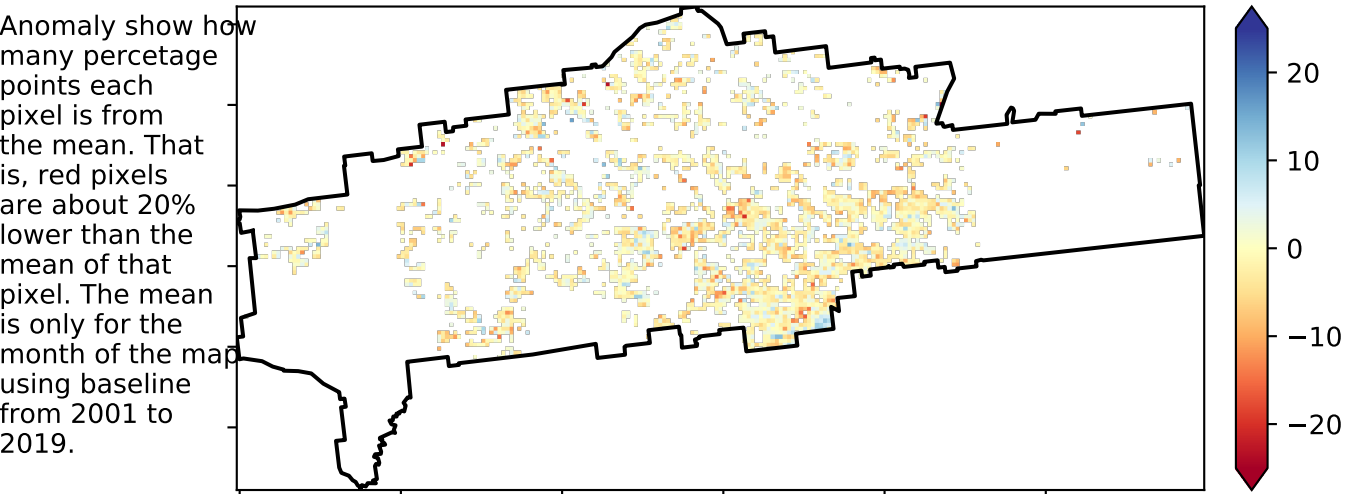 Anomaly show how
many percetage
points each
pixel is from
the mean. That
is, red pixels
are about 20%
lower than the
mean of that
pixel. The mean
is only for the
month of the map
using baseline
from 2001 to
2019.
20
10
0
−10
−20